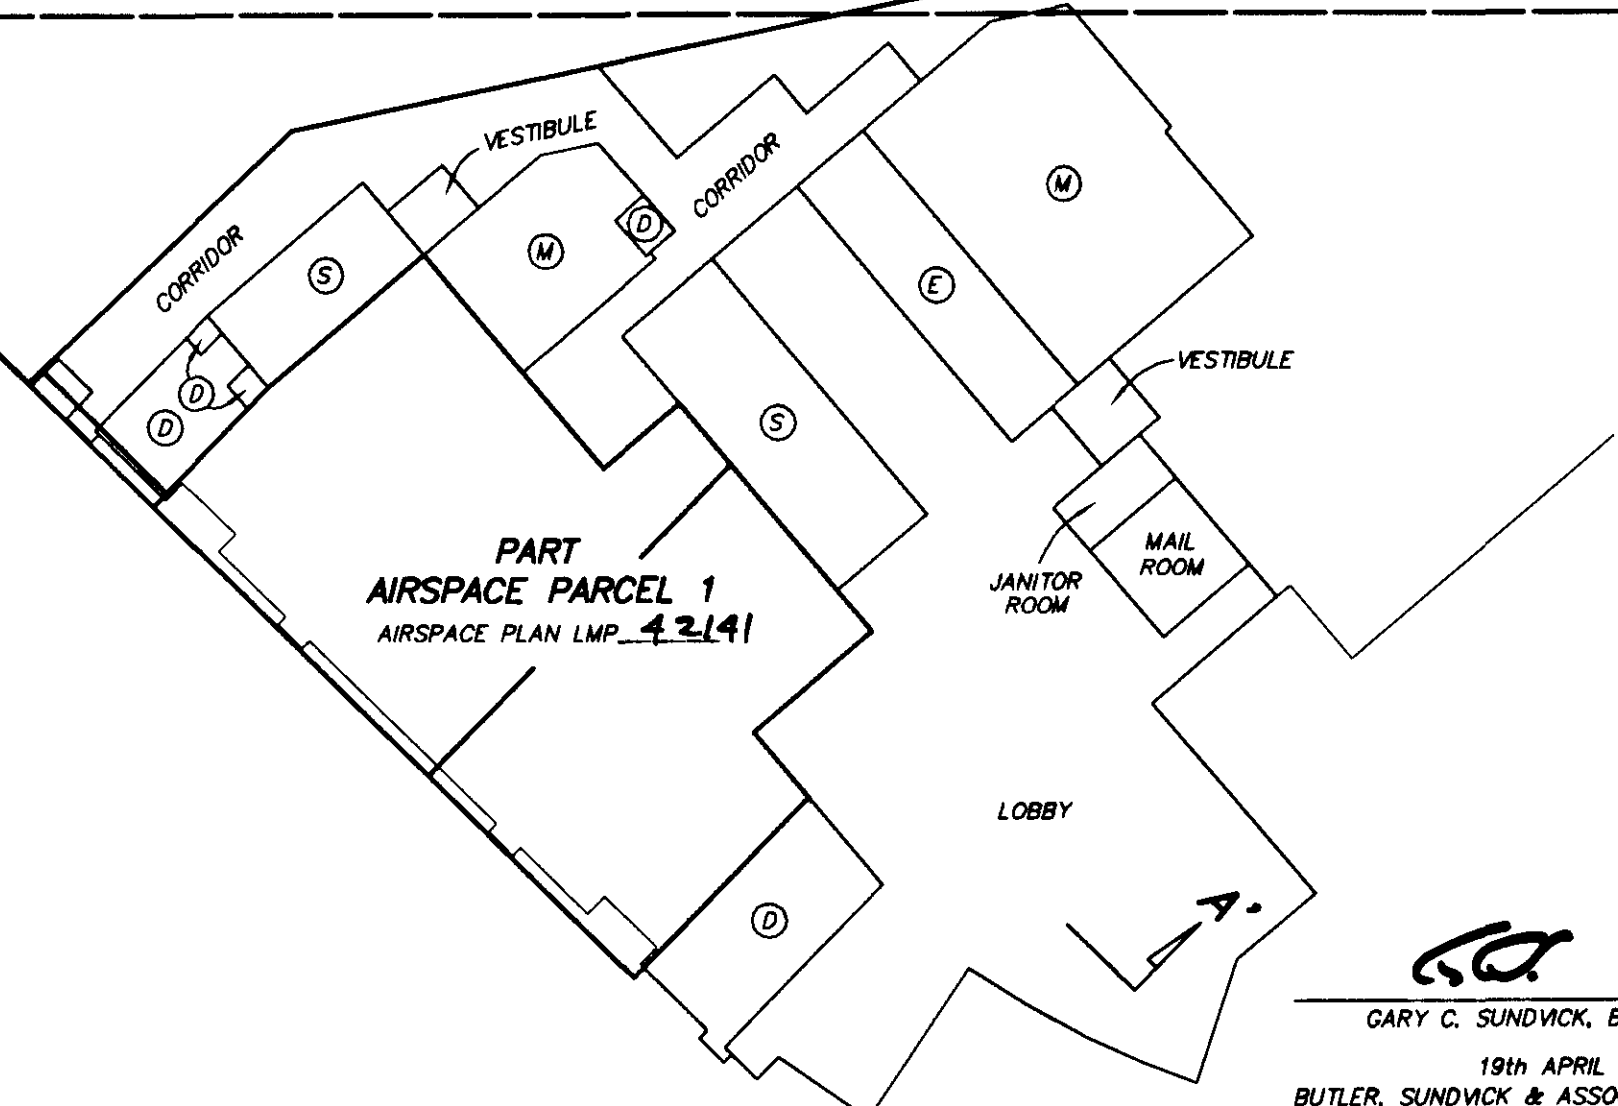 VESTIBULE
CORRIDOR
M
D
CORRIDOR
M
S
E
VESTIBULE
D
D
S
PART
AIRSPACE PARCEL 1
AIRSPACE PLAN LMP 42141
JANITOR
ROOM
MAIL
ROOM
LOBBY
D
A.
GARY C. SUNDVICK, B
19th APRIL
BUTLER, SUNDVICK & ASSO